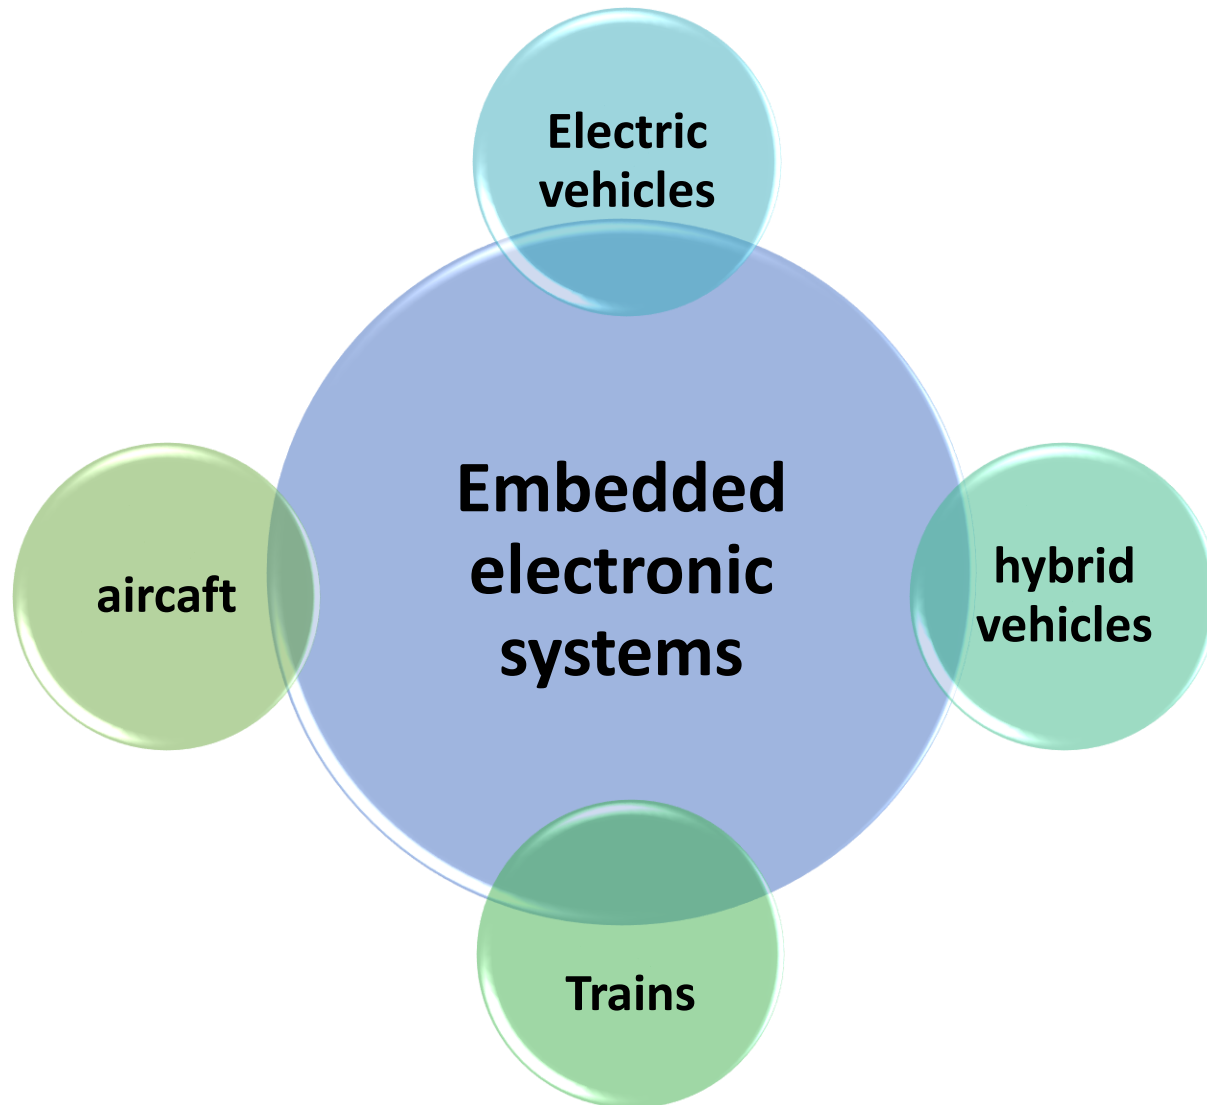 Electric
vehicles
Embedded
electronic
systems
hybrid
vehicles
aircaft
Trains